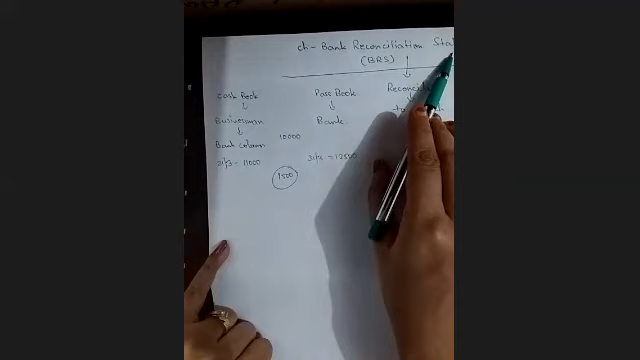 ch- Bank Reconciliation Sta
(BRS)
Cash Book Pass Book Reconcil
Businessman Bank
10000
Bank column
31/3 = 11000 31/3 = 12500
1500